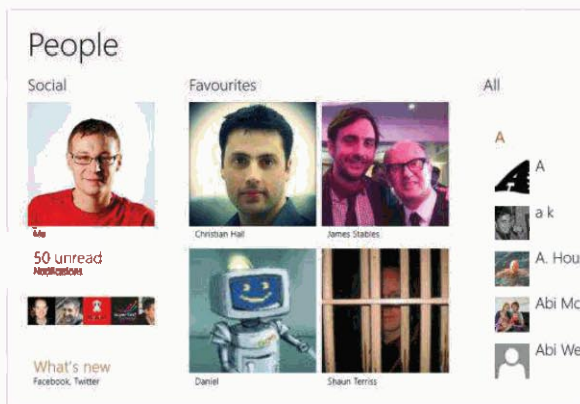 People
Social
Favourites
All
Me
50 unread
Notifications
What's new
Facebook, Twitter
Christian Hall
James Stables
Daniel
Shaun Terriss
A
A
a k
A. Hou
Abi Mo
Abi We